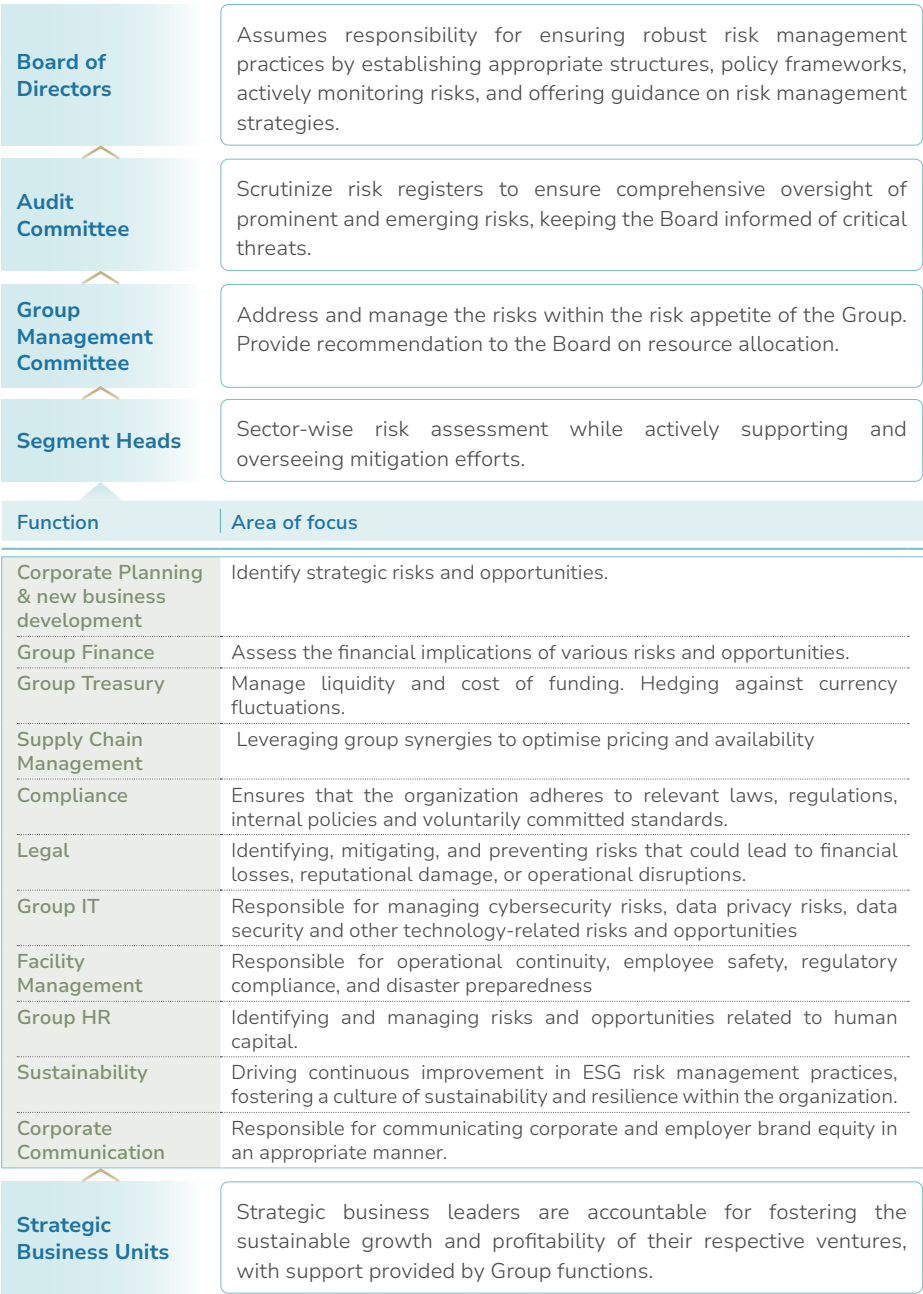 Board of
Directors
Assumes responsibility for ensuring robust risk management
practices by establishing appropriate structures, policy frameworks,
actively monitoring risks, and offering guidance on risk management
strategies.
Audit
Committee
Scrutinize risk registers to ensure comprehensive oversight of
prominent and emerging risks, keeping the Board informed of critical
threats.
Group
Management
Committee
Address and manage the risks within the risk appetite of the Group.
Provide recommendation to the Board on resource allocation.
Segment Heads
Sector-wise risk assessment while actively supporting and
overseeing mitigation efforts.
Function
Area of focus
Corporate Planning
& new business
development
Identify strategic risks and opportunities.
Group Finance
Assess the financial implications of various risks and opportunities.
Group Treasury
Manage liquidity and cost of funding. Hedging against currency
fluctuations.
Supply Chain
Management
Leveraging group synergies to optimise pricing and availability
Compliance
Ensures that the organization adheres to relevant laws, regulations,
internal policies and voluntarily committed standards.
Legal
Identifying, mitigating, and preventing risks that could lead to financial
losses, reputational damage, or operational disruptions.
Group IT
Responsible for managing cybersecurity risks, data privacy risks, data
security and other technology-related risks and opportunities
Facility
Management
Responsible for operational continuity, employee safety, regulatory
compliance, and disaster preparedness
Group HR
Identifying and managing risks and opportunities related to human
capital.
Sustainability
Driving continuous improvement in ESG risk management practices,
fostering a culture of sustainability and resilience within the organization.
Corporate
Communication
Responsible for communicating corporate and employer brand equity in
an appropriate manner.
Strategic
Business Units
Strategic business leaders are accountable for fostering the
sustainable growth and profitability of their respective ventures,
with support provided by Group functions.